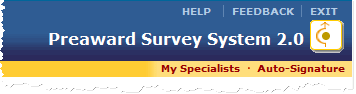 HELP | FEEDBACK | EXIT
Preaward Survey System 2.0
My Specialists · Auto-Signature